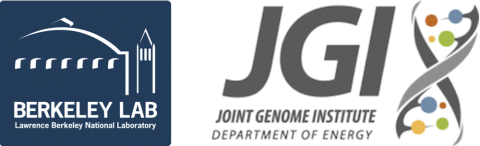 BERKELEY LAB
Lawrence Berkeley National Laboratory
JGI
JOINT GENOME INSTITUTE
DEPARTMENT OF ENERGY